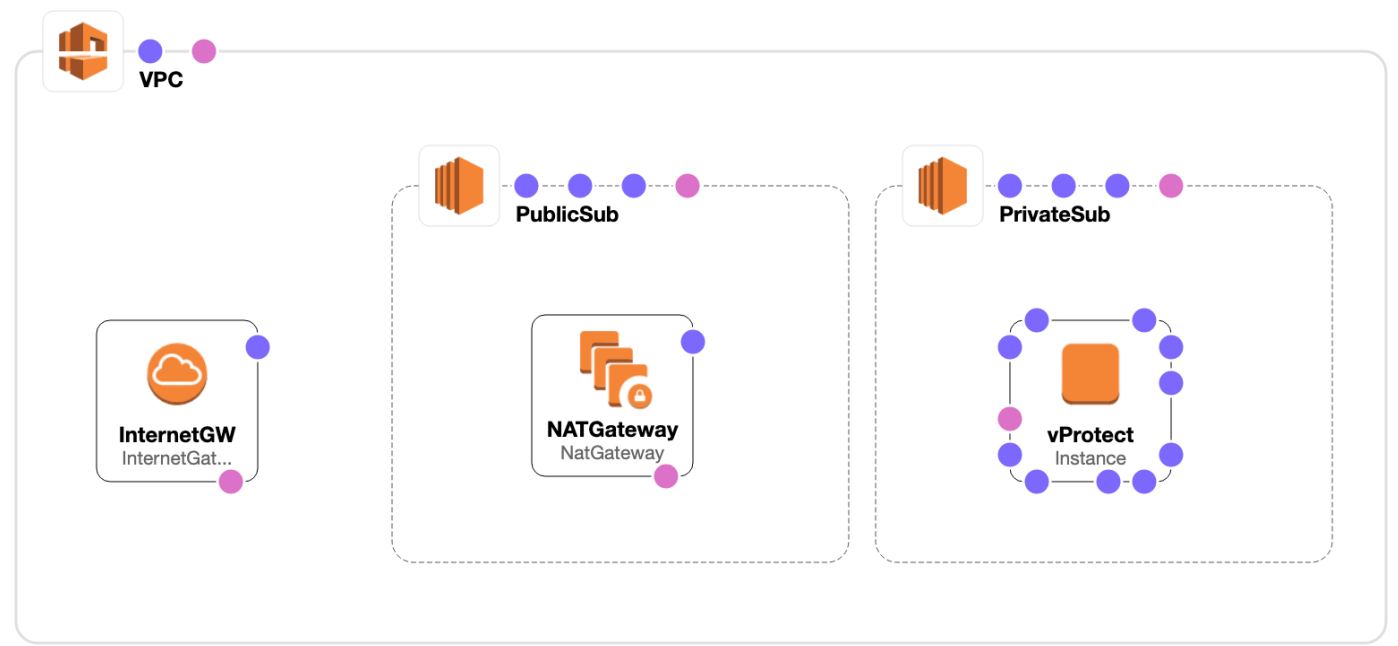 VPC
PublicSub
PrivateSub
InternetGW
InternetGat...
NATGateway
NatGateway
vProtect
Instance